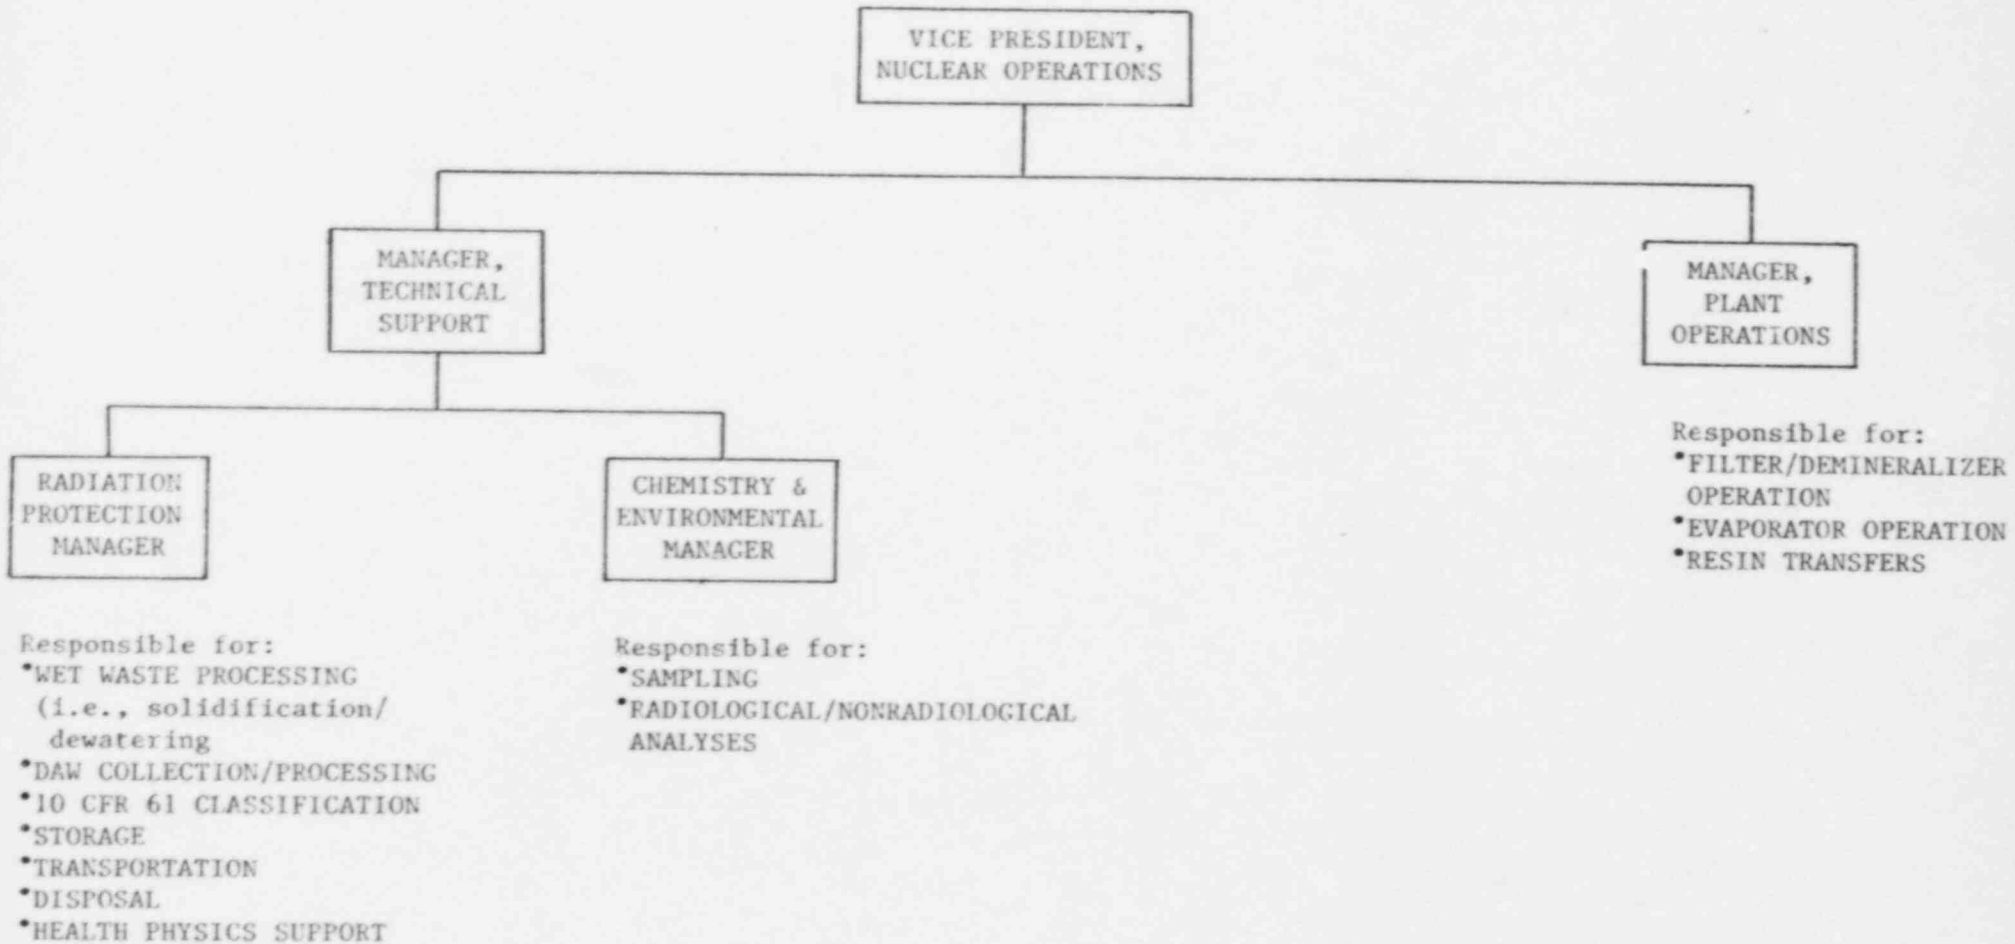 VICE PRESIDENT,
NUCLEAR OPERATIONS
MANAGER,
TECHNICAL
SUPPORT
MANAGER,
PLANT
OPERATIONS
RADIATION
PROTECTION
MANAGER
CHEMISTRY &
ENVIRONMENTAL
MANAGER
Responsible for:
•FILTER/DEMINERALIZER
OPERATION
•EVAPORATOR OPERATION
•RESIN TRANSFERS
Responsible for:
•WET WASTE PROCESSING
(i.e., solidification/
dewatering
•DAW COLLECTION/PROCESSING
•10 CFR 61 CLASSIFICATION
•STORAGE
•TRANSPORTATION
•DISPOSAL
•HEALTH PHYSICS SUPPORT
Responsible for:
•SAMPLING
•RADIOLOGICAL/NONRADIOLOGICAL
ANALYSES